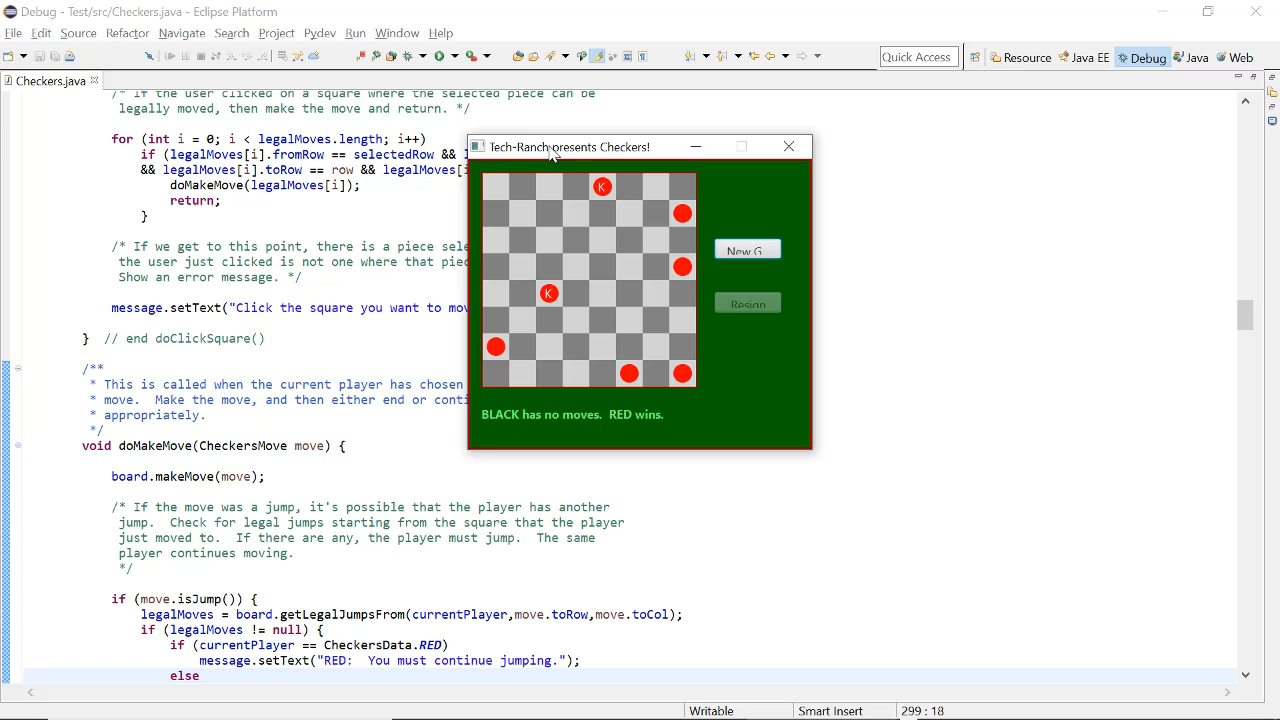 Debug - Test/src/Checkers.java - Eclipse Platform
File Edit Source Refactor Navigate Search Project Pydev Run Window Help
Quick Access Resource Java EE Debug Java Web
Checkers.java
/* If the user clicked on a square where the selected piece can be
legally moved, then make the move and return. */
for (int i = 0; i < legalMoves.length; i++)
if (legalMoves[i].fromRow == selectedRow &&
&& legalMoves[i].toRow == row && legalMoves[
doMakeMove(legalMoves[i]);
return;
}
/* If we get to this point, there is a piece
the user just clicked is not one where that
Show an error message. */
message.setText("Click the square you want to
} // end doClickSquare()
/**
* This is called when the current player has chosen
* move. Make the move, and then either end or
* appropriately.
*/
void doMakeMove(CheckersMove move) {
board.makeMove(move);
/* If the move was a jump, it's possible that the player has another
jump. Check for legal jumps starting from the square that the player
just moved to. If there are any, the player must jump. The same
player continues moving.
*/
if (move.isJump()) {
legalMoves = board.getLegalJumpsFrom(currentPlayer,move.toRow,move.toCol);
if (legalMoves != null) {
if (currentPlayer == CheckersData.RED)
message.setText("RED: You must continue jumping.");
else
Tech-Ranch presents Checkers!
K
K
New G...
Resign
BLACK has no moves. RED wins.
Writable Smart Insert 299 : 18